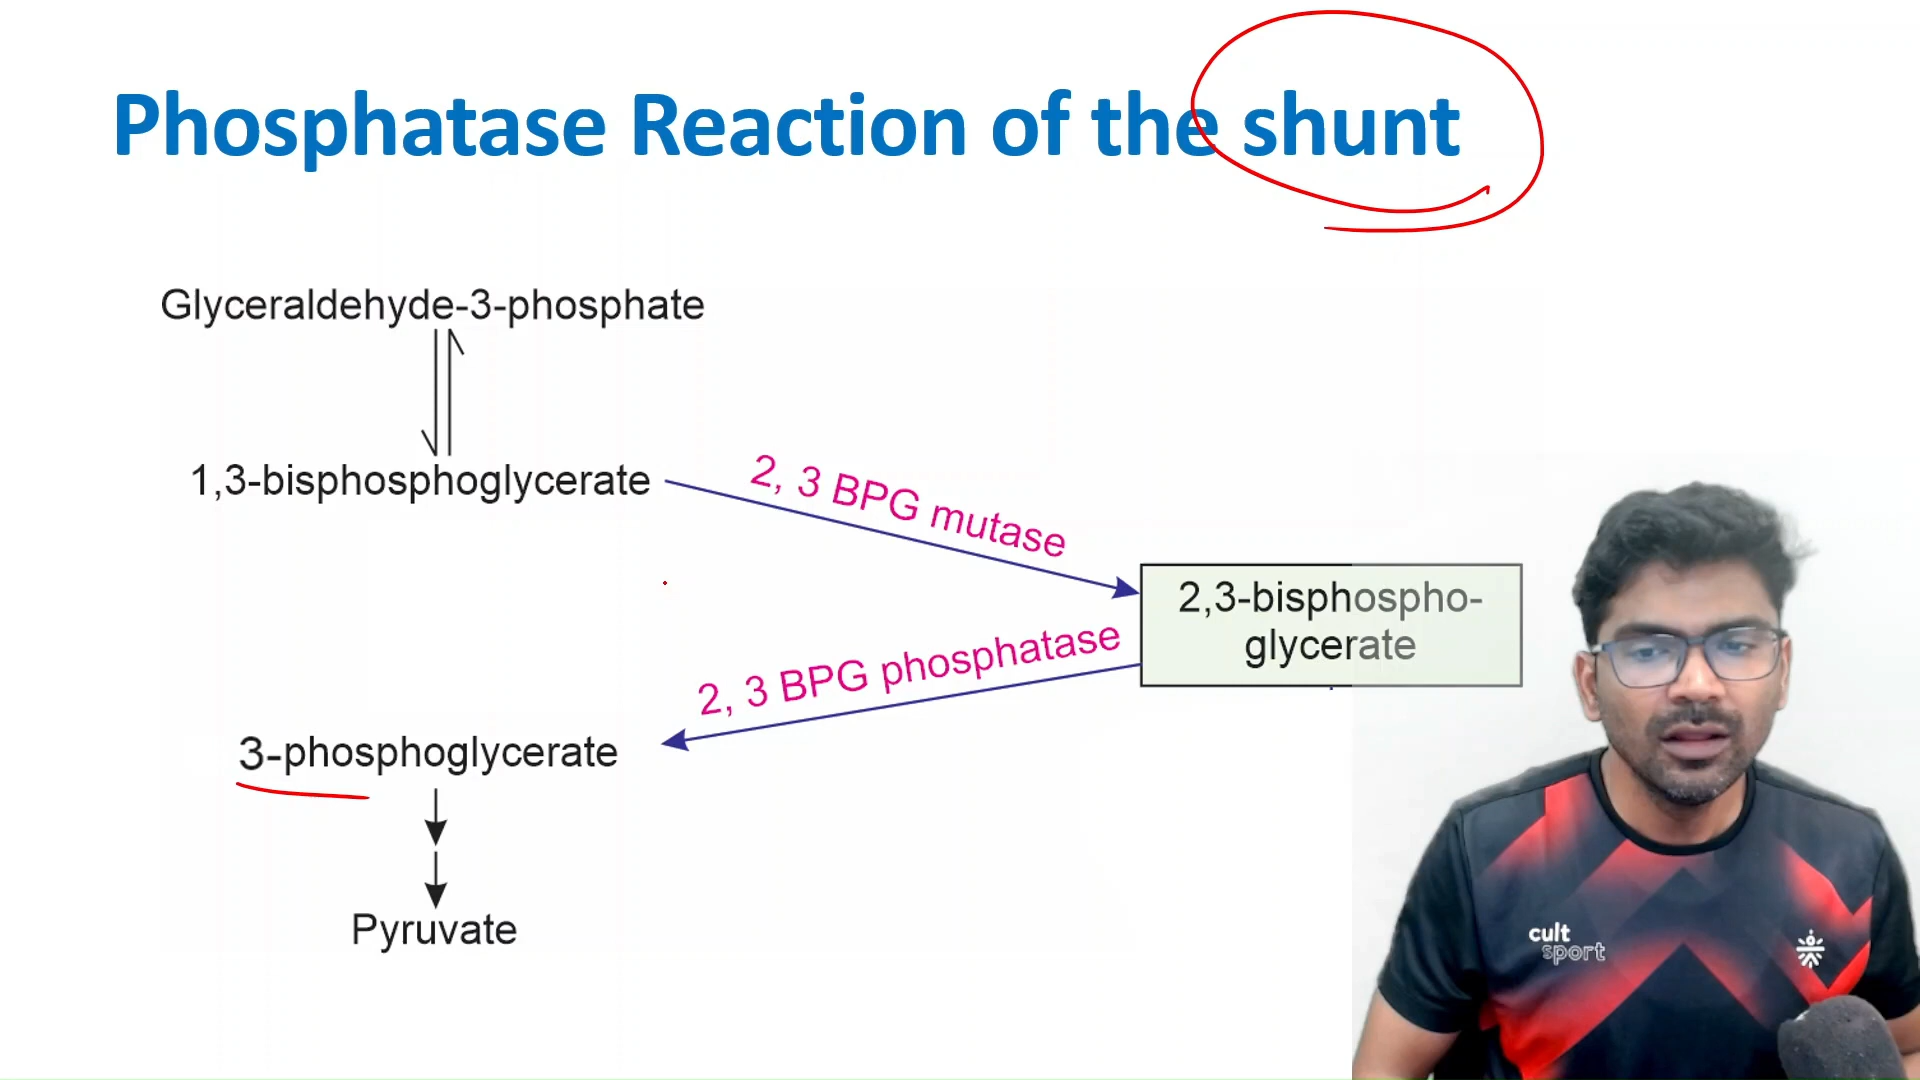 Phosphatase Reaction of the shunt
Glyceraldehyde-3-phosphate
1,3-bisphosphoglycerate
2, 3 BPG mutase
2,3-bisphospho-
glycerate
2, 3 BPG phosphatase
3-phosphoglycerate
Pyruvate
cult
sport